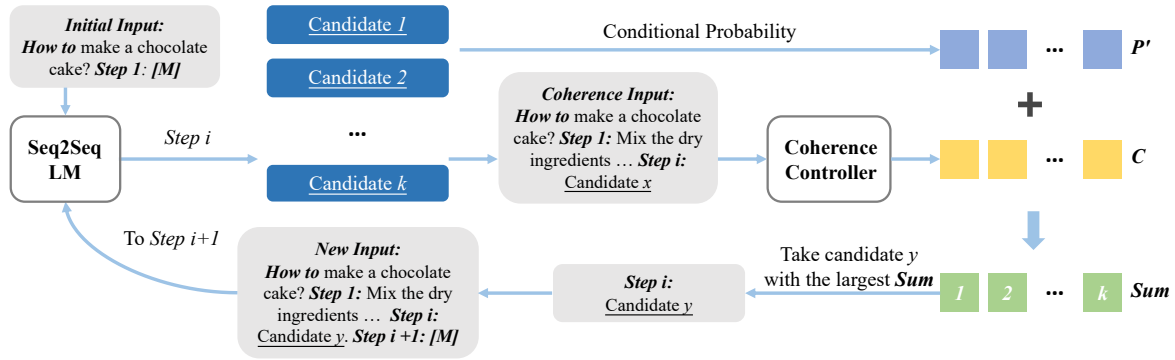 Initial Input:
How to make a chocolate
cake? Step 1: [M]
Candidate 1
Candidate 2
...
Candidate k
Conditional Probability
... P'
+
Seq2Seq
LM
Step i
Coherence Input:
How to make a chocolate
cake? Step 1: Mix the dry
ingredients … Step i:
Candidate x
Coherence
Controller
... C
To Step i+1
New Input:
How to make a chocolate
cake? Step 1: Mix the dry
ingredients … Step i:
Candidate y. Step i +1: [M]
Step i:
Candidate y
Take candidate y
with the largest Sum
1 2 ... k Sum